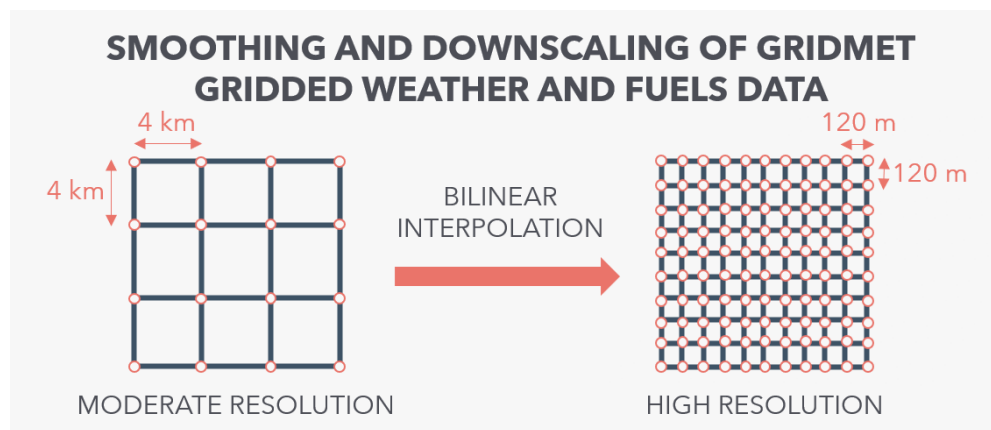 SMOOTHING AND DOWNSCALING OF GRIDMET
GRIDDED WEATHER AND FUELS DATA
4 km
4 km
BILINEAR
INTERPOLATION
120 m
120 m
MODERATE RESOLUTION
HIGH RESOLUTION